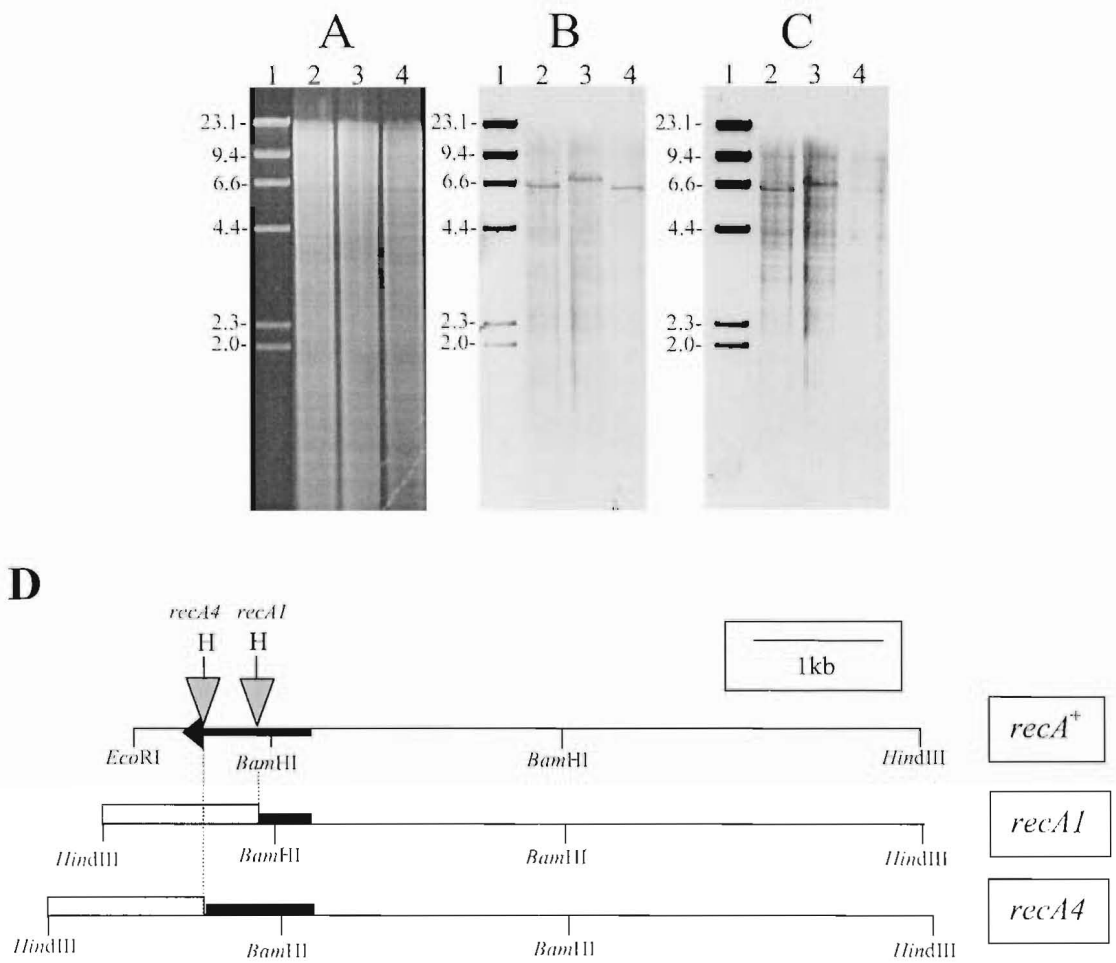 A B C
1 2 3 4 1 2 3 4 1 2 3 4
23.1- 23.1- 23.1-
9.4- 9.4- 9.4-
6.6- 6.6- 6.6-
4.4- 4.4- 4.4-
2.3- 2.3- 2.3-
2.0- 2.0- 2.0-
D
recA4 recA1
H H
1kb
recA+
EcoRI BamHI BamHI HindIII
recA1
HindIII BamHI BamHI HindIII
recA4
HindIII BamHI BamHI HindIII